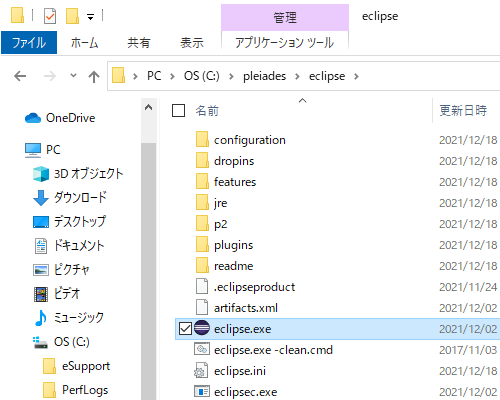 管理
eclipse
ファイル ホーム 共有 表示 アプリケーション ツール
PC > OS (C:) > pleiades > eclipse >
名前 更新日時
OneDrive
PC
3D オブジェクト
ダウンロード
デスクトップ
ドキュメント
ピクチャ
ビデオ
ミュージック
OS (C:)
eSupport
PerfLogs
configuration 2021/12/18
dropins 2021/12/18
features 2021/12/18
jre 2021/12/18
p2 2021/12/18
plugins 2021/12/18
readme 2021/12/18
.eclipseproduct 2021/11/24
artifacts.xml 2021/12/02
eclipse.exe 2021/12/02
eclipse.exe -clean.cmd 2017/11/03
eclipse.ini 2021/12/18
eclipsec.exe 2021/12/02